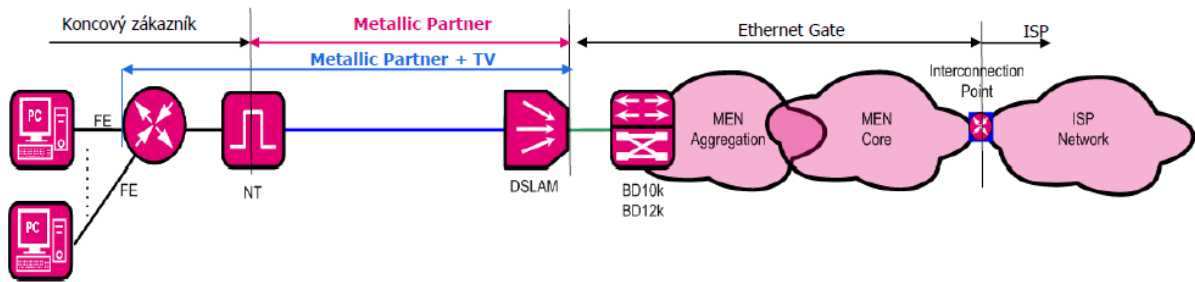 Koncový zákazník
Metallic Partner
Ethernet Gate
ISP
Metallic Partner + TV
Interconnection
Point
PC
FE
MEN
Aggregation
MEN
Core
ISP
Network
FE
NT
DSLAM
BD10k
BD12k
PC